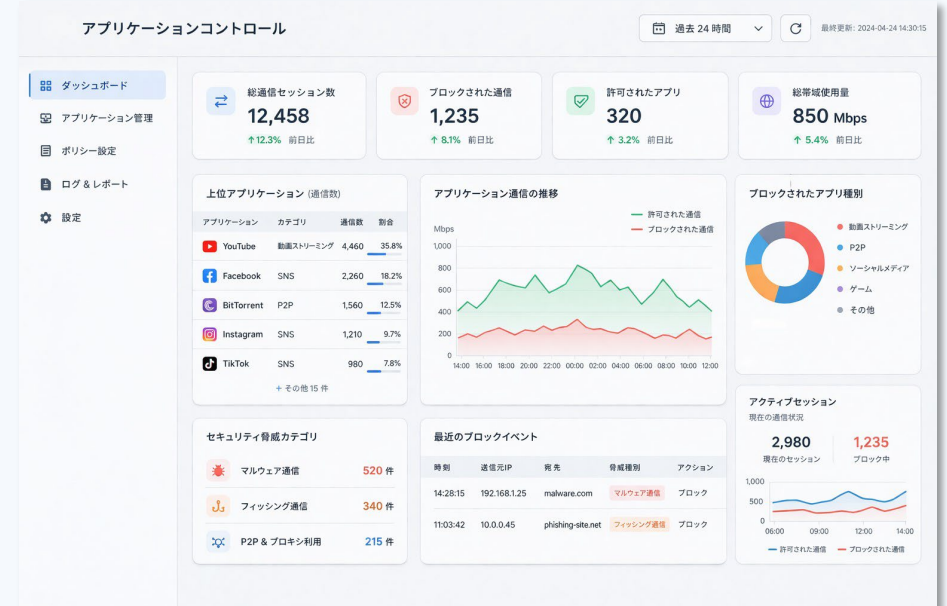 アプリケーションコントロール
過去 24 時間
最終更新: 2024-04-24 14:30:15
ダッシュボード
アプリケーション管理
ポリシー設定
ログ & レポート
設定
総通信セッション数
12,458
↑ 12.3% 前日比
ブロックされた通信
1,235
↑ 8.1% 前日比
許可されたアプリ
320
↑ 3.2% 前日比
総帯域使用量
850 Mbps
↑ 5.4% 前日比
上位アプリケーション (通信数)
アプリケーション カテゴリ 通信数 割合
YouTube 動画ストリーミング 4,460 35.8%
Facebook SNS 2,260 18.2%
BitTorrent P2P 1,560 12.5%
Instagram SNS 1,210 9.7%
TikTok SNS 980 7.8%
+ その他 15 件
アプリケーション通信の推移
許可された通信
ブロックされた通信
Mbps
1,000
800
600
400
200
0
14:00 16:00 18:00 20:00 22:00 00:00 02:00 04:00 06:00 08:00 10:00 12:00
ブロックされたアプリ種別
動画ストリーミング
P2P
ソーシャルメディア
ゲーム
その他
セキュリティ脅威カテゴリ
マルウェア通信 520 件
フィッシング通信 340 件
P2P & プロキシ利用 215 件
最近のブロックイベント
時刻 送信元IP 宛先 脅威種別 アクション
14:28:15 192.168.1.25 malware.com マルウェア通信 ブロック
11:03:42 10.0.0.45 phishing-site.net フィッシング通信 ブロック
アクティブセッション
現在の通信状況
2,980
現在のセッション
1,235
ブロック中
1,000
500
0
06:00 09:00 12:00 14:00
許可された通信 ブロックされた通信